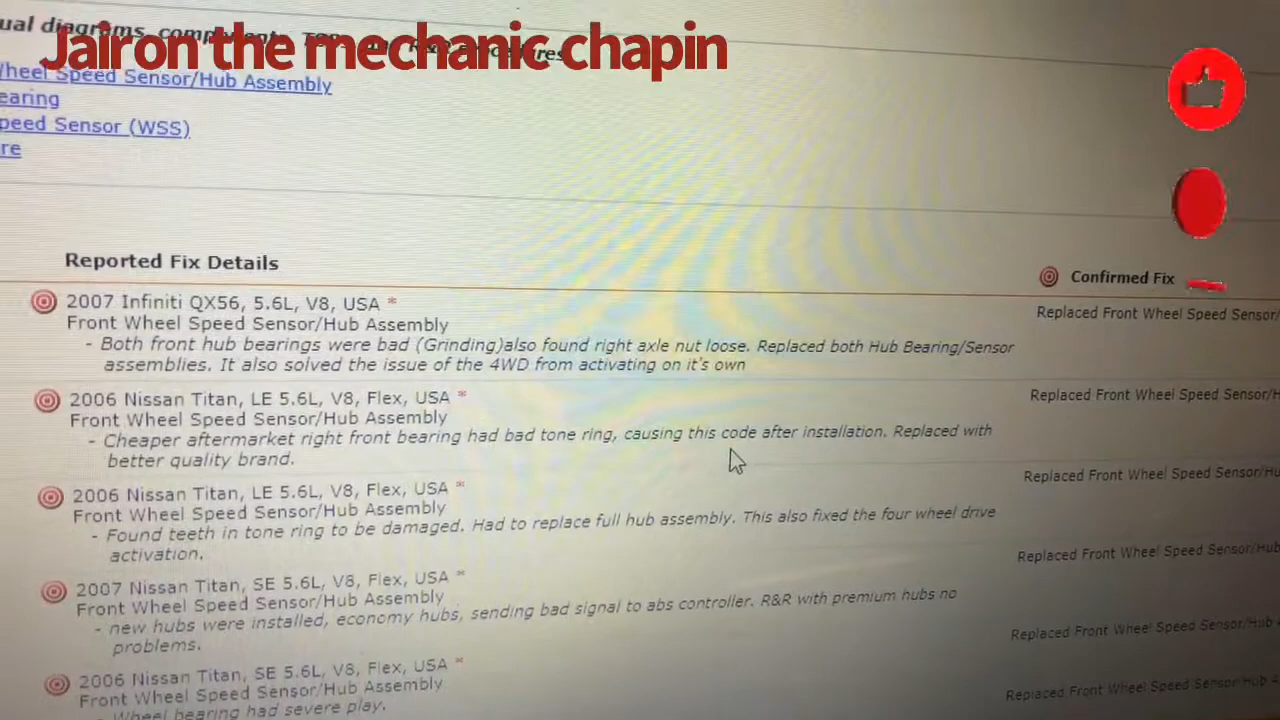 ual diagrams,
Jairon the mechanic chapin
Wheel Speed Sensor/Hub Assembly
earing
peed Sensor (WSS)
re
Reported Fix Details
Confirmed Fix
2007 Infiniti QX56, 5.6L, V8, USA *
Front Wheel Speed Sensor/Hub Assembly
Replaced Front Wheel Speed Sensor/
- Both front hub bearings were bad (Grinding)also found right axle nut loose. Replaced both Hub Bearing/Sensor
assemblies. It also solved the issue of the 4WD from activating on it's own
2006 Nissan Titan, LE 5.6L, V8, Flex, USA *
Front Wheel Speed Sensor/Hub Assembly
Replaced Front Wheel Speed Sensor/H
- Cheaper aftermarket right front bearing had bad tone ring, causing this code after installation. Replaced with
better quality brand.
2006 Nissan Titan, LE 5.6L, V8, Flex, USA *
Front Wheel Speed Sensor/Hub Assembly
Replaced Front Wheel Speed Sensor/Hu
- Found teeth in tone ring to be damaged. Had to replace full hub assembly. This also fixed the four wheel drive
activation.
2007 Nissan Titan, SE 5.6L, V8, Flex, USA *
Front Wheel Speed Sensor/Hub Assembly
Replaced Front Wheel Speed Sensor/Hub
- new hubs were installed, economy hubs, sending bad signal to abs controller. R&R with premium hubs no
problems.
2006 Nissan Titan, SE 5.6L, V8, Flex, USA *
Front Wheel Speed Sensor/Hub Assembly
Replaced Front Wheel Speed Sensor/Hub
- Wheel bearing had severe play.
Replaced Front Wheel Speed Sensor/Hub